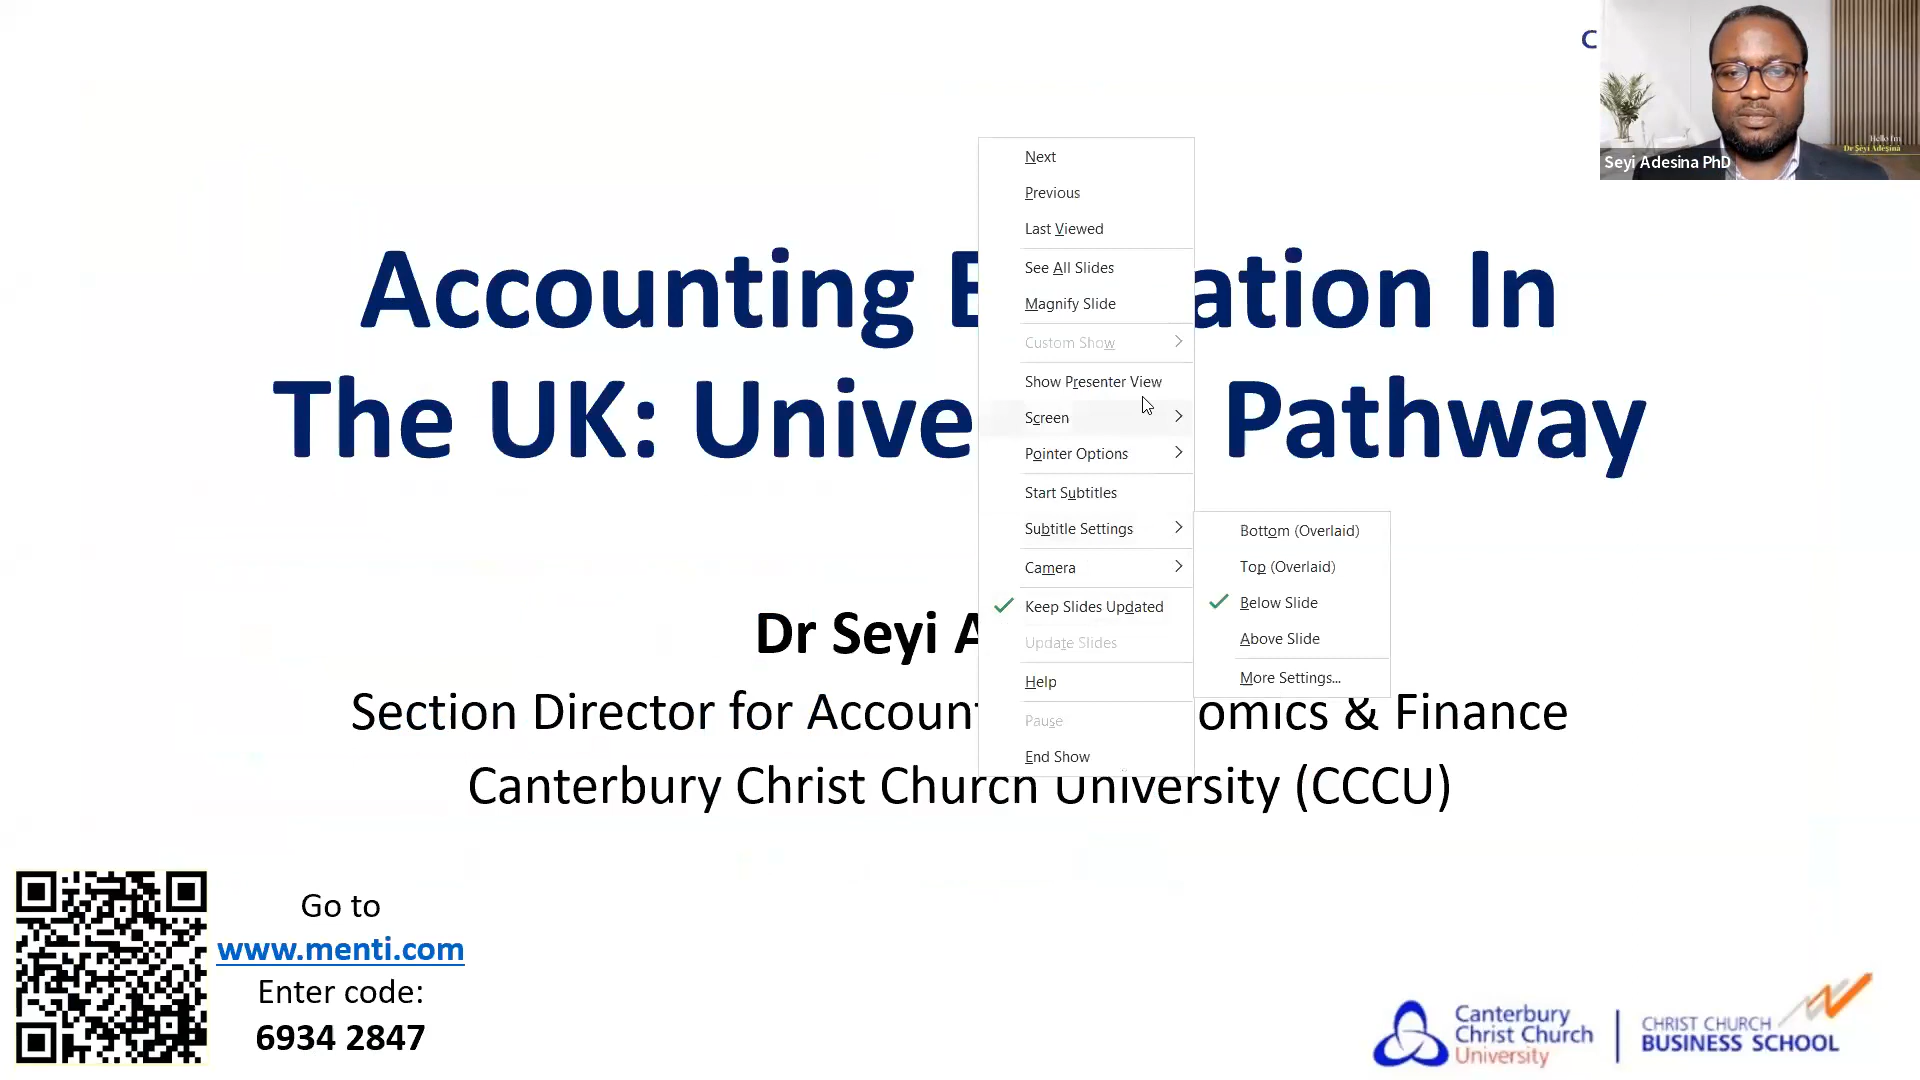 C
Hello I'm
Dr Seyi Adesina
Seyi Adesina PhD
Accounting E ation In
The UK: Unive Pathway
Dr Seyi A
Section Director for Accoun omics & Finance
Canterbury Christ Church University (CCCU)
Next
Previous
Last Viewed
See All Slides
Magnify Slide
Custom Show
Show Presenter View
Screen
Pointer Options
Start Subtitles
Subtitle Settings
Camera
Keep Slides Updated
Update Slides
Help
Pause
End Show
Bottom (Overlaid)
Top (Overlaid)
Below Slide
Above Slide
More Settings...
Go to
www.menti.com
Enter code:
6934 2847
Canterbury
Christ Church
University
CHRIST CHURCH
BUSINESS SCHOOL